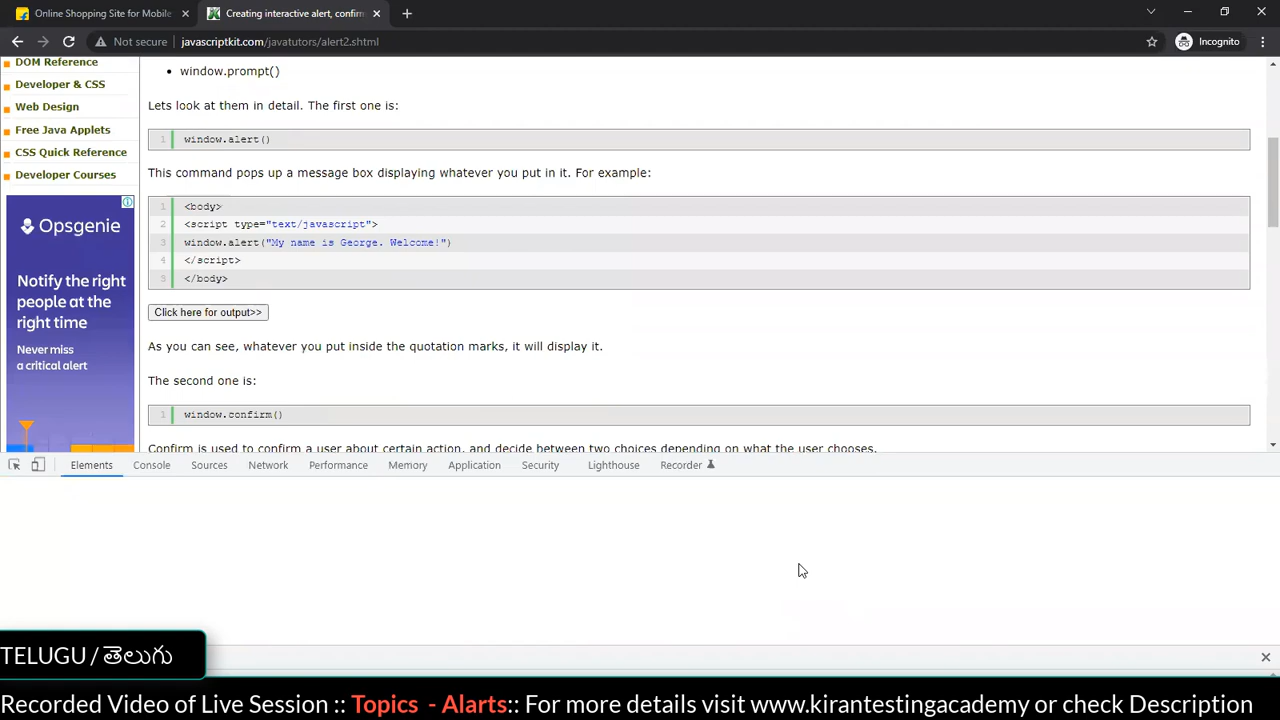 Online Shopping Site for Mobile
Creating interactive alert, confirm
Not secure
javascriptkit.com/javatutors/alert2.shtml
Incognito
DOM Reference
Developer & CSS
Web Design
Free Java Applets
CSS Quick Reference
Developer Courses
Opsgenie
Notify the right
people at the
right time
Never miss
a critical alert
• window.prompt()
Lets look at them in detail. The first one is:
1 window.alert()
This command pops up a message box displaying whatever you put in it. For example:
1 <body>
2 <script type="text/javascript">
3 window.alert("My name is George. Welcome!")
4 </script>
5 </body>
Click here for output>>
As you can see, whatever you put inside the quotation marks, it will display it.
The second one is:
1 window.confirm()
Confirm is used to confirm a user about certain action, and decide between two choices depending on what the user chooses.
Elements Console Sources Network Performance Memory Application Security Lighthouse Recorder
TELUGU / తెలుగు
Recorded Video of Live Session :: Topics - Alarts:: For more details visit www.kirantestingacademy or check Description